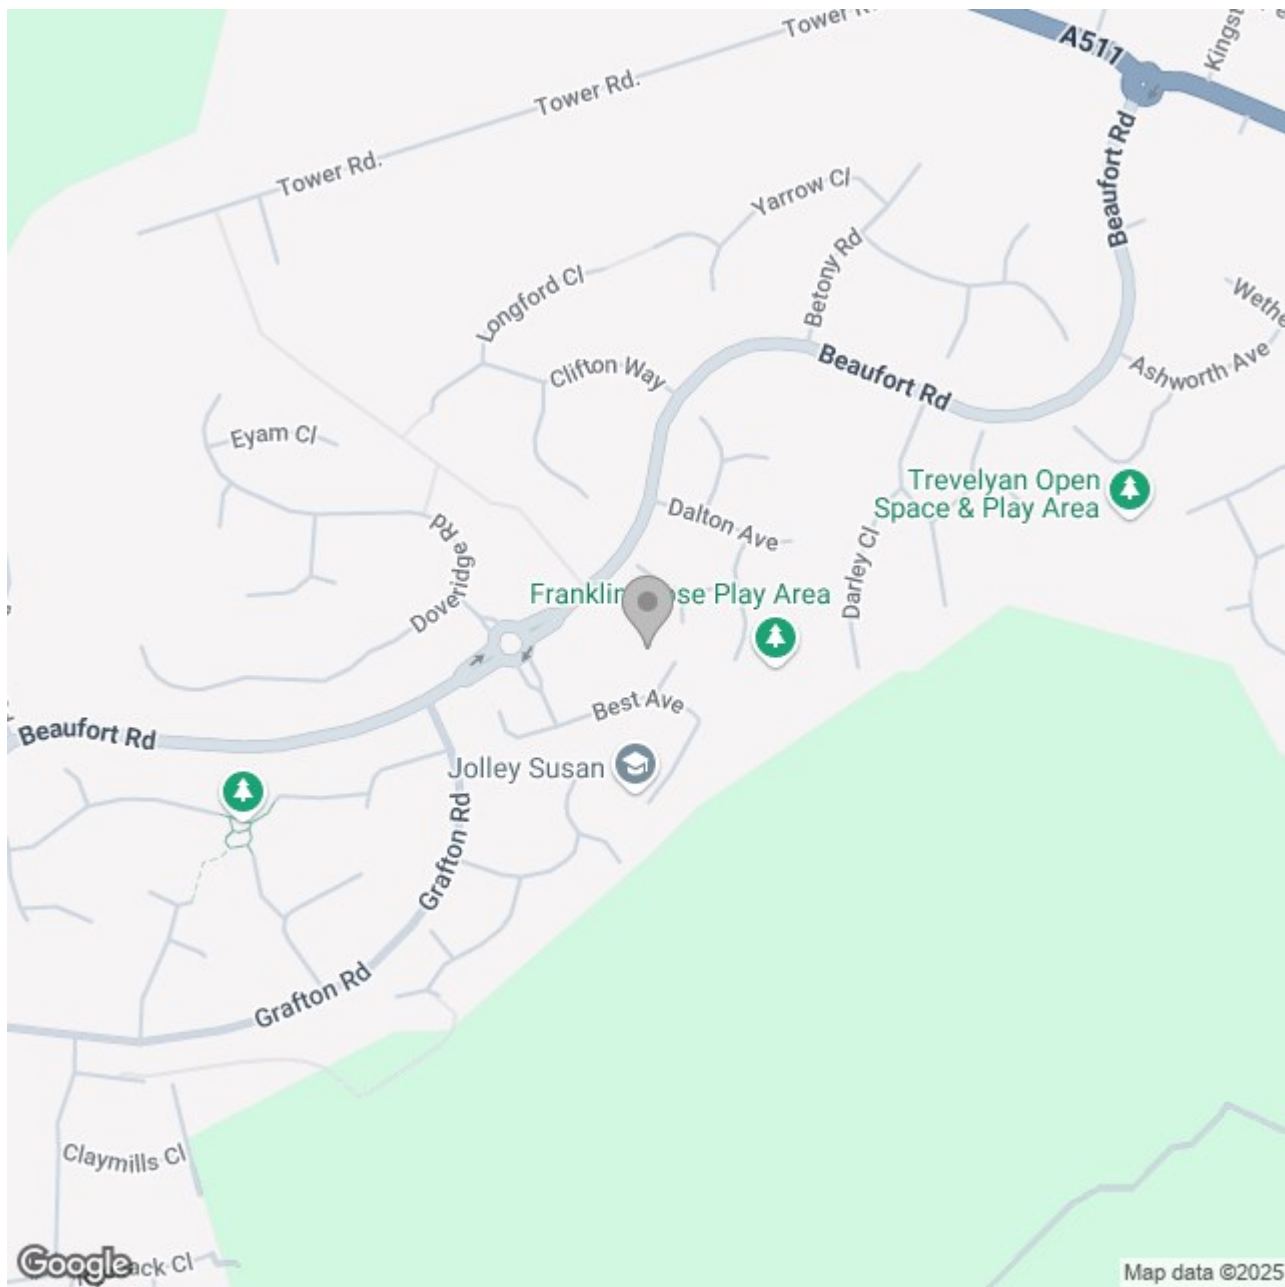 Tower Rd.
A511
Tower Rd.
Tower Rd.
Beaufort Rd
Yarrow Cl
Betony Rd
Longford Cl
Clifton Way
Beaufort Rd
Ashworth Ave
Eyam Cl
Trevelyan Open
Space & Play Area
Dalton Ave
Doveridge Rd
Darley Cl
Play Area
Best Ave
Beaufort Rd
Jolley Susan
Grafton Rd
Grafton Rd
Claymills Cl
Google
Cl
Map data ©2025